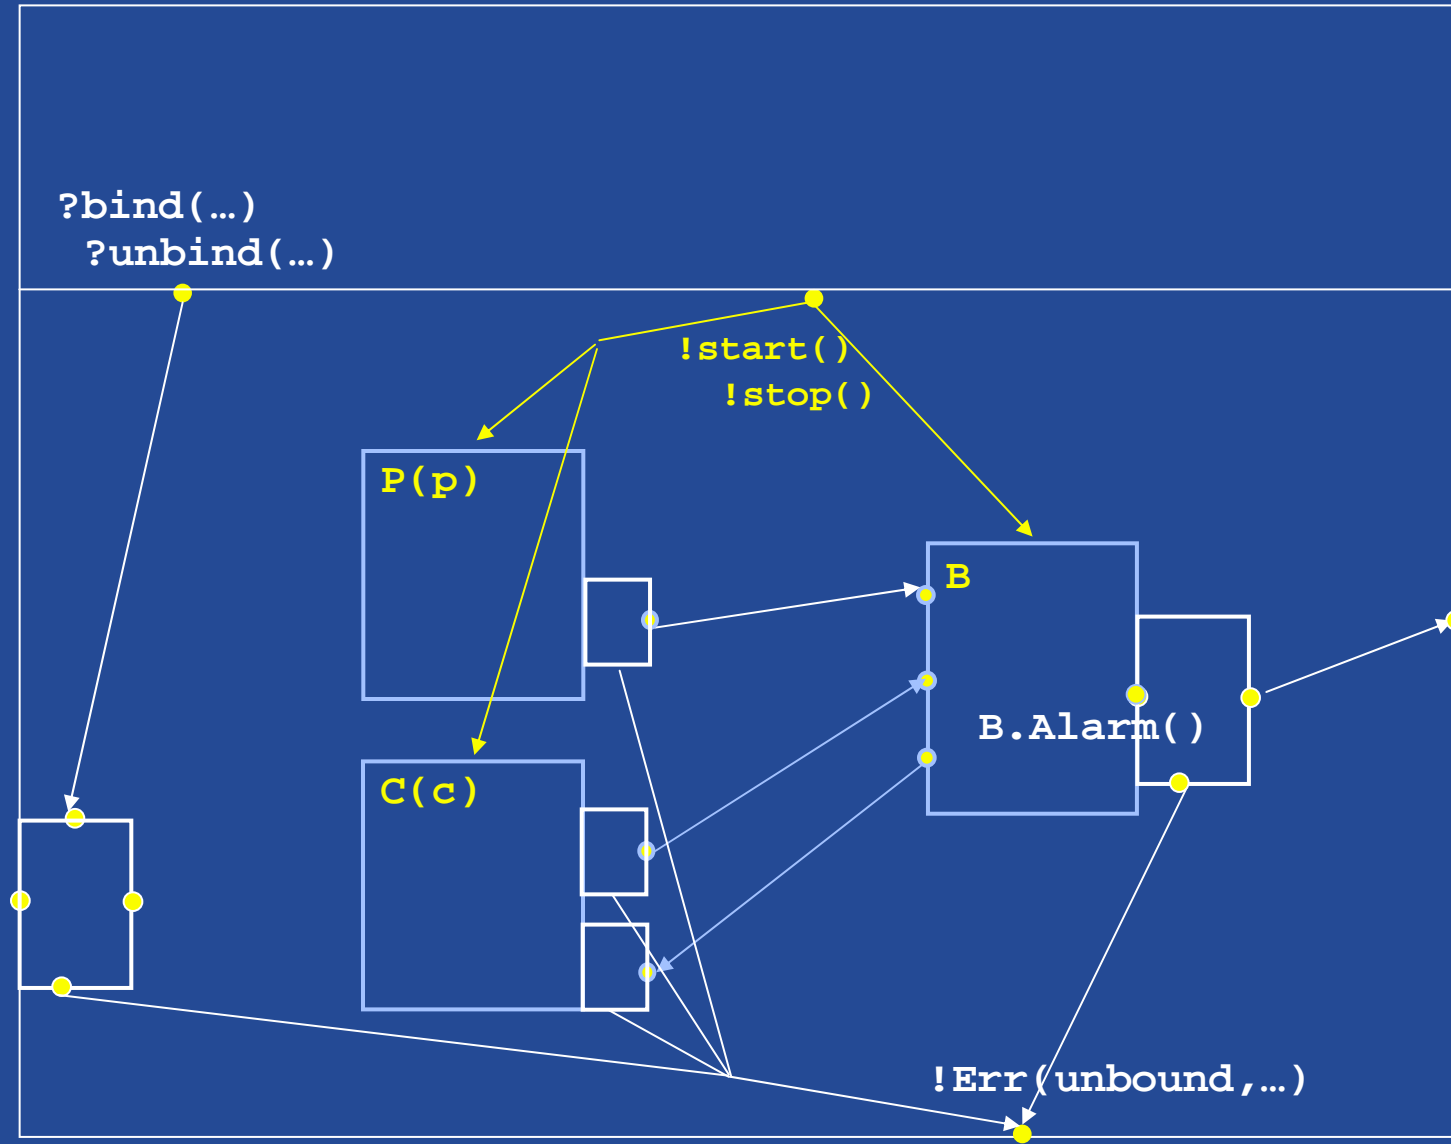 ?bind(…)
?unbind(…)
!start()
!stop()
P(p)
B
B.Alarm()
C(c)
!Err(unbound,…)